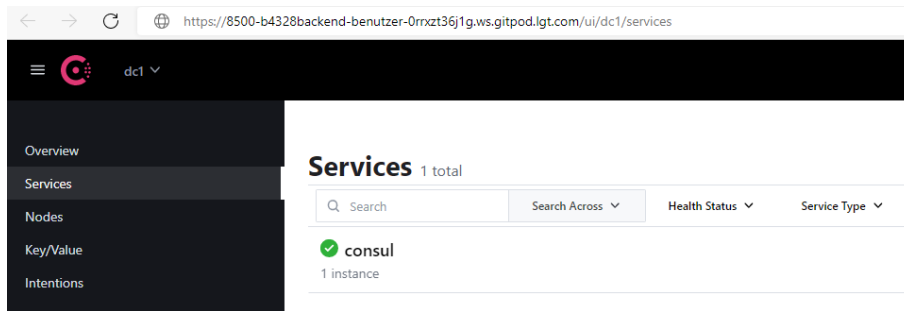 https://8500-b4328backend-benutzer-0rrxzt36j1g.ws.gitpod.lgt.com/ui/dc1/services
dc1
Overview
Services
Nodes
Key/Value
Intentions
Services 1 total
Search Search Across Health Status Service Type
consul
1 instance